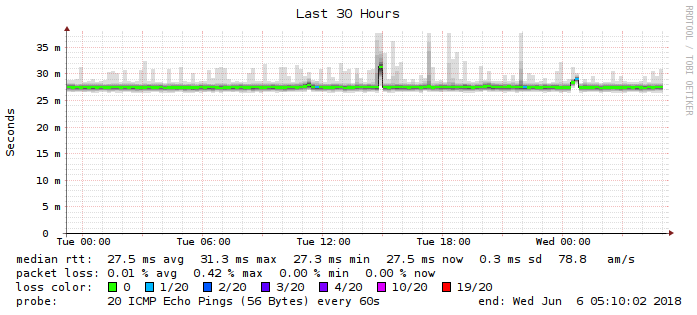 Last 30 Hours
RRDTOOL / TOBI OETIKER
Seconds
35 m
30 m
25 m
20 m
15 m
10 m
5 m
0
Tue 00:00 Tue 06:00 Tue 12:00 Tue 18:00 Wed 00:00
median rtt: 27.5 ms avg 31.3 ms max 27.3 ms min 27.5 ms now 0.3 ms sd 78.8 am/s
packet loss: 0.01 % avg 0.42 % max 0.00 % min 0.00 % now
loss color: 0 1/20 2/20 3/20 4/20 10/20 19/20
probe: 20 ICMP Echo Pings (56 Bytes) every 60s end: Wed Jun 6 05:10:02 2018